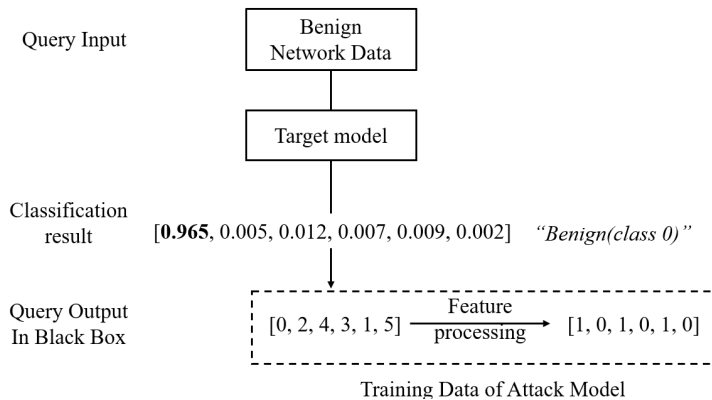 Query Input
Benign
Network Data
Target model
Classification
result
[0.965, 0.005, 0.012, 0.007, 0.009, 0.002]
“Benign(class 0)”
Query Output
In Black Box
[0, 2, 4, 3, 1, 5]
Feature
processing
[1, 0, 1, 0, 1, 0]
Training Data of Attack Model